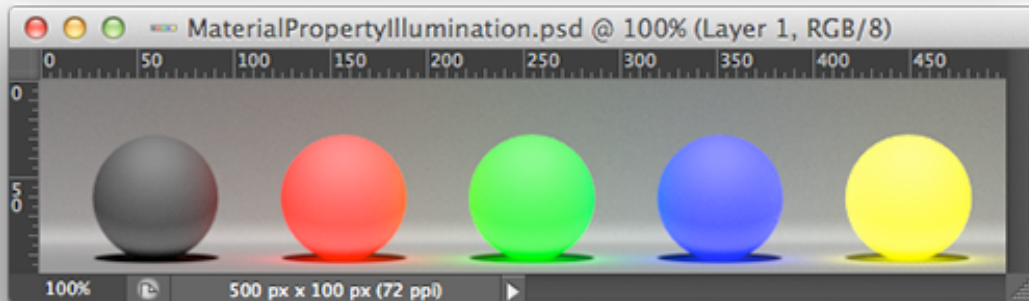 MaterialPropertyIllumination.psd @ 100% (Layer 1, RGB/8)
0 50 100 150 200 250 300 350 400 450
0
50
100% 500 px x 100 px (72 ppi)